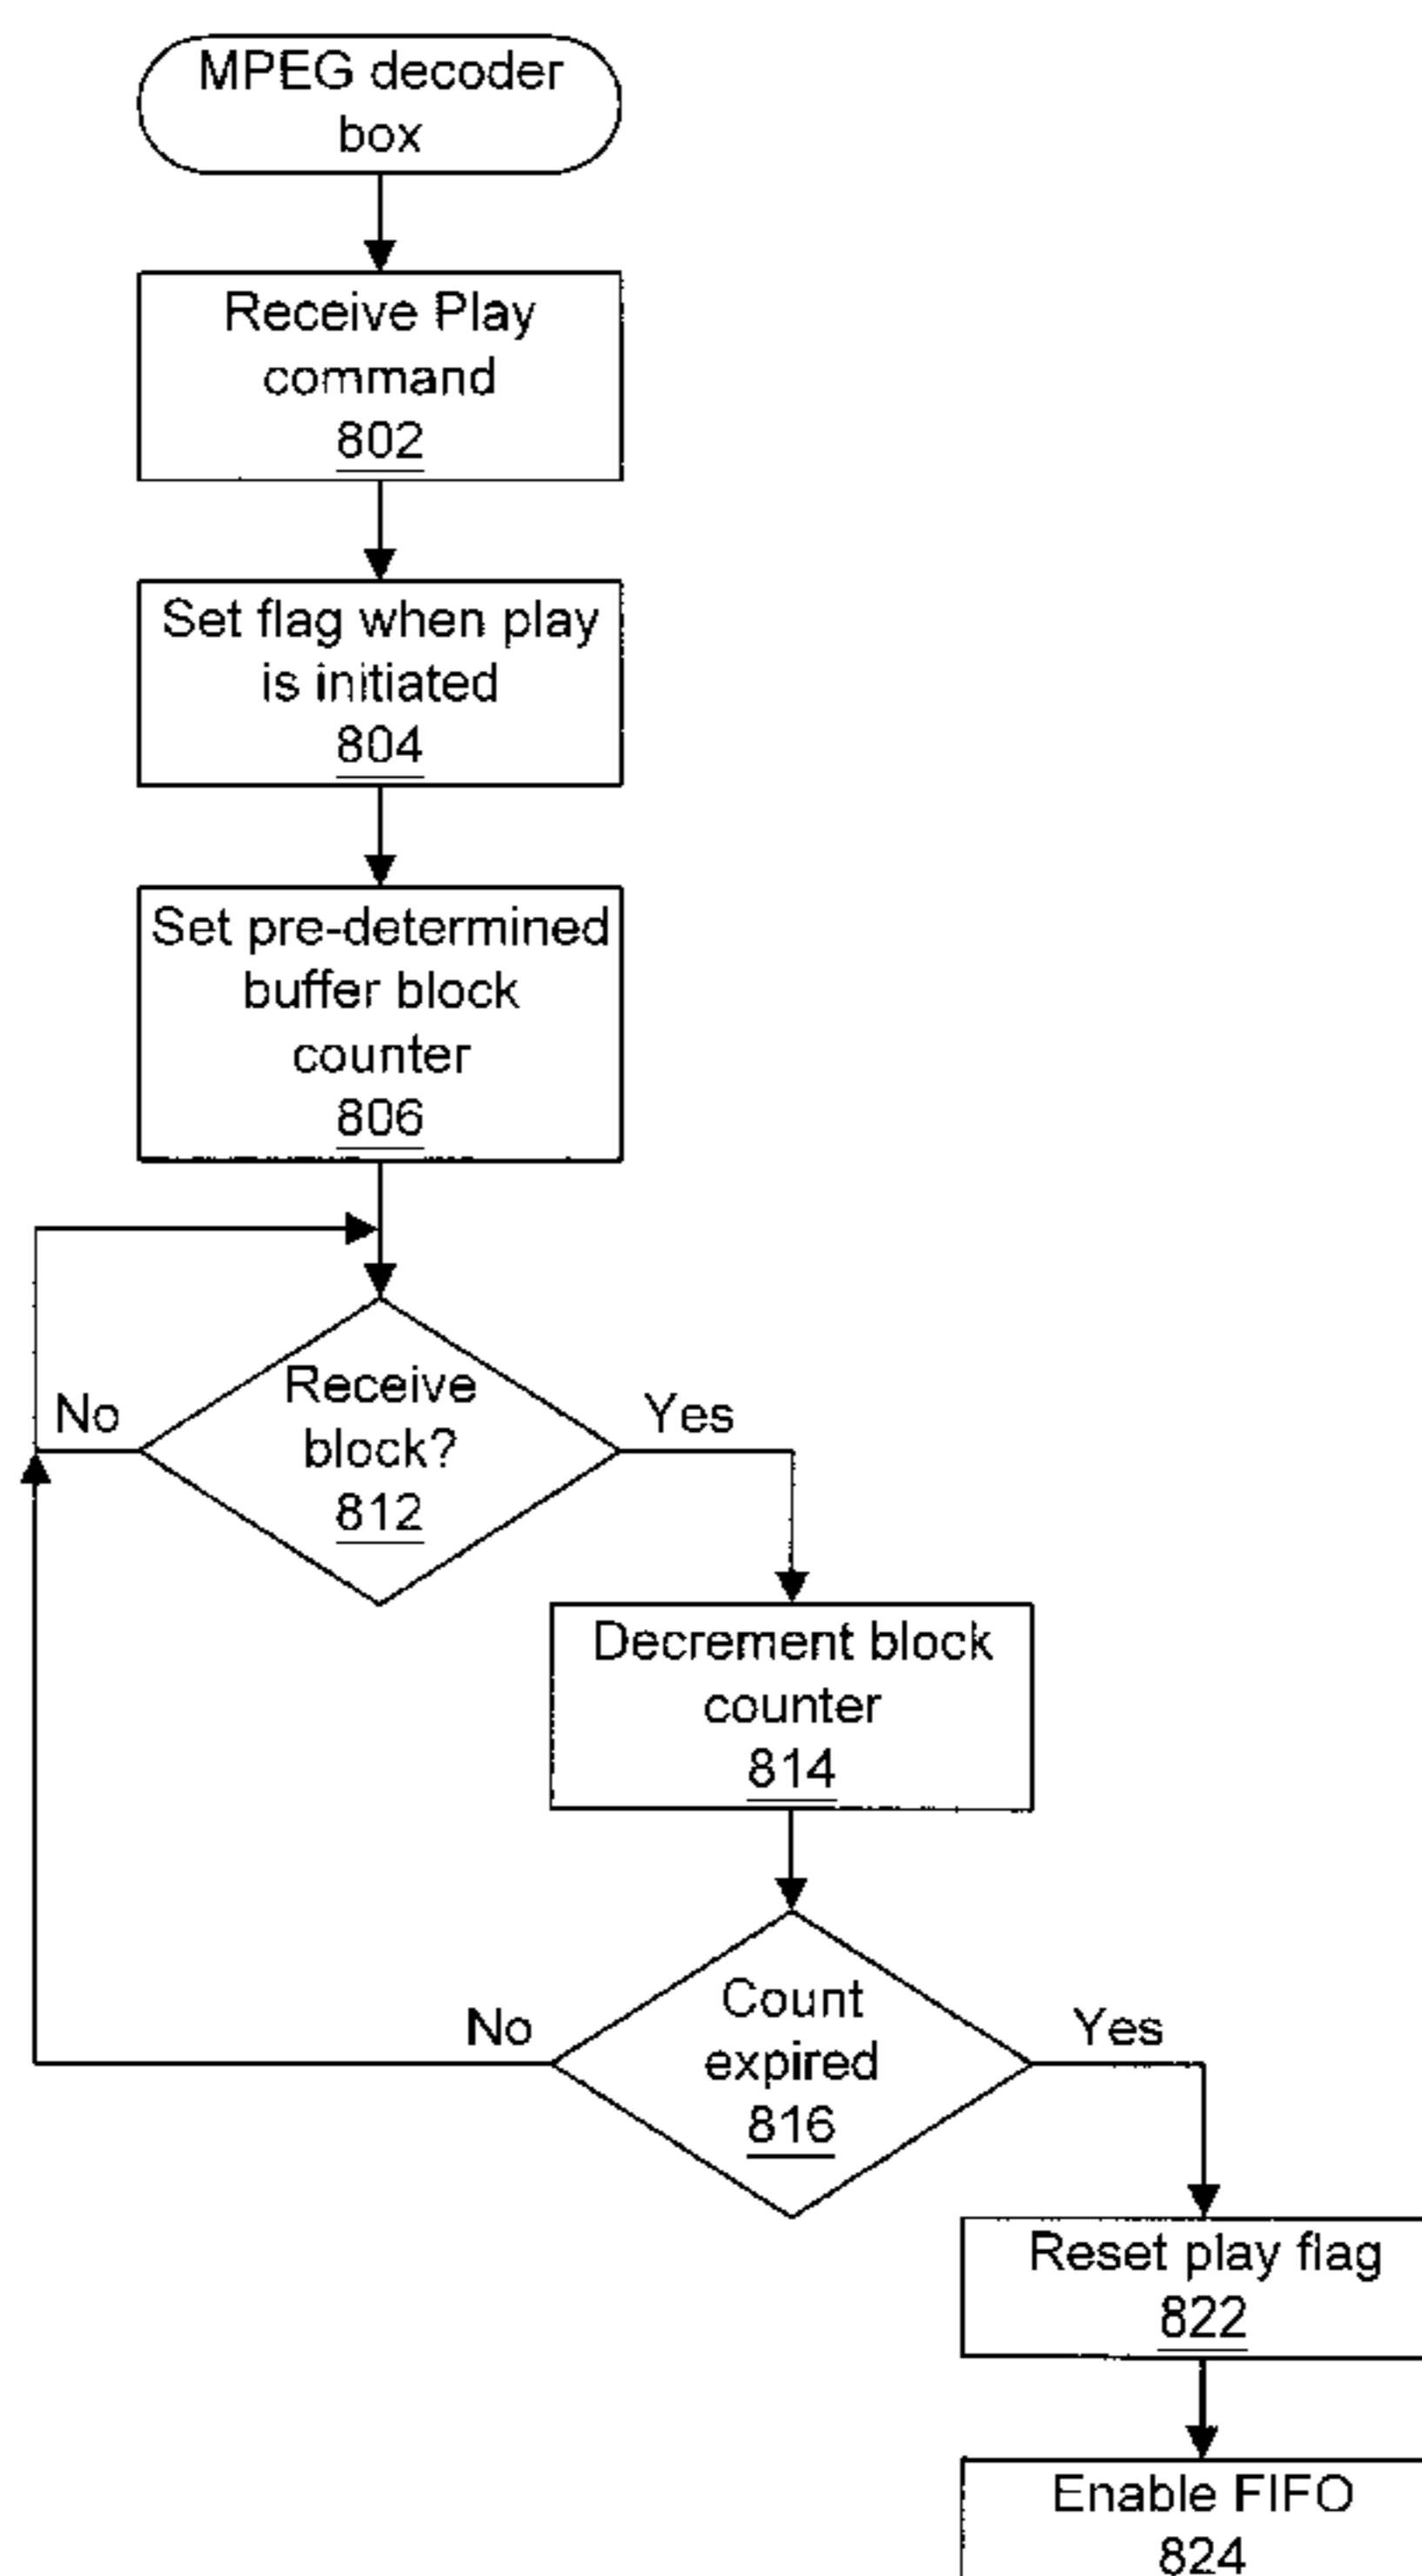 MPEG decoder
box
Receive Play
command
802
Set flag when play
is initiated
804
Set pre-determined
buffer block
counter
806
No
Receive
block?
812
Yes
Decrement block
counter
814
No
Count
expired
816
Yes
Reset play flag
822
Enable FIFO
824